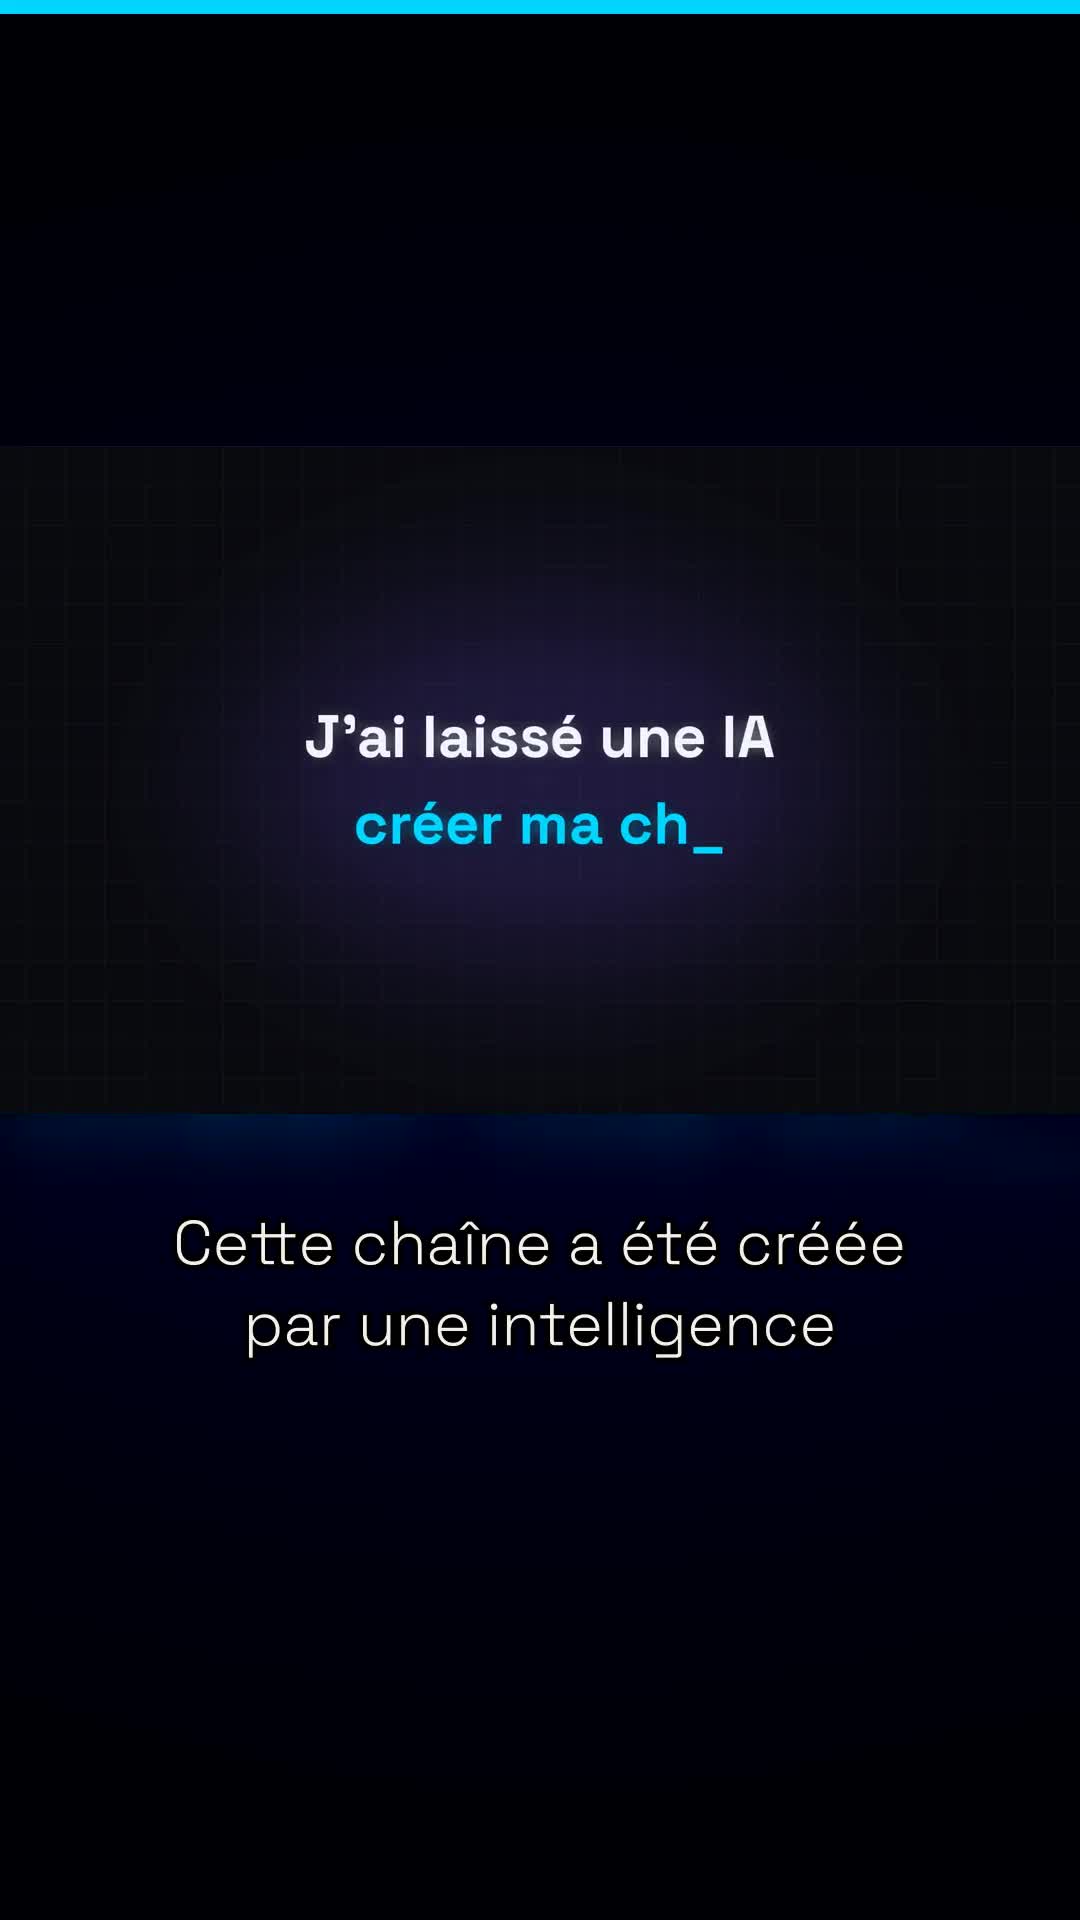 J'ai laissé une IA
créer ma ch_
Cette chaîne a été créée
par une intelligence